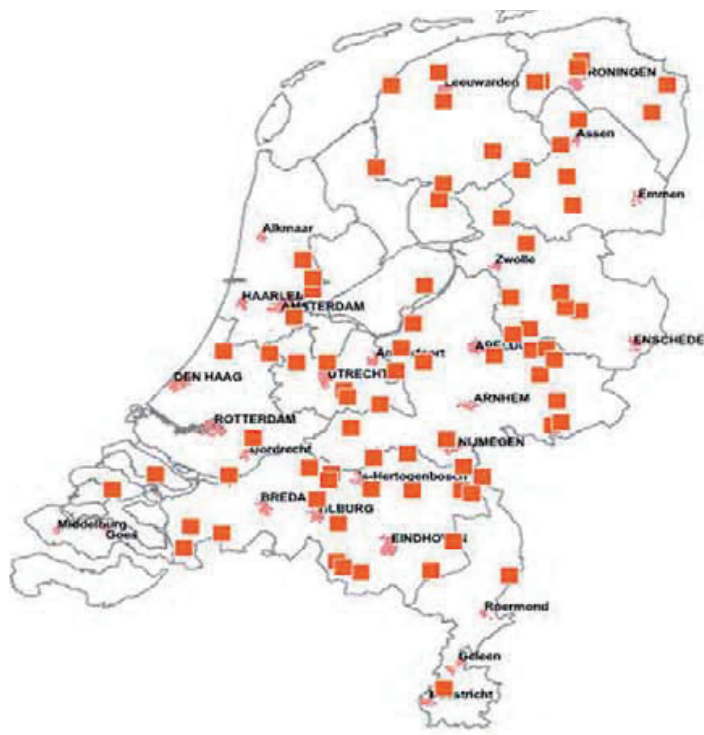 Leeuwarden
RONINGEN
Assen
Emmen
Alkmaar
Zwolle
HAARLEM
AMSTERDAM
ENSCHEDE
UTRECHT
DEN HAAG
ARNHEM
ROTTERDAM
Dordrecht
NIJMEGEN
s-Hertogenbosch
BREDA
ILBURG
Middelburg
Goes
EINDHOVEN
Roermond
Geleen